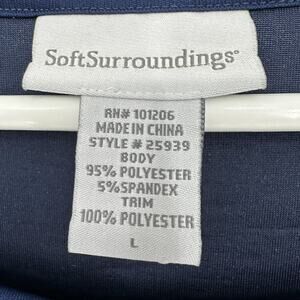 SoftSurroundings®
RN# 101206
MADE IN CHINA
STYLE # 25939
BODY
95% POLYESTER
5%SPANDEX
TRIM
100% POLYESTER
L